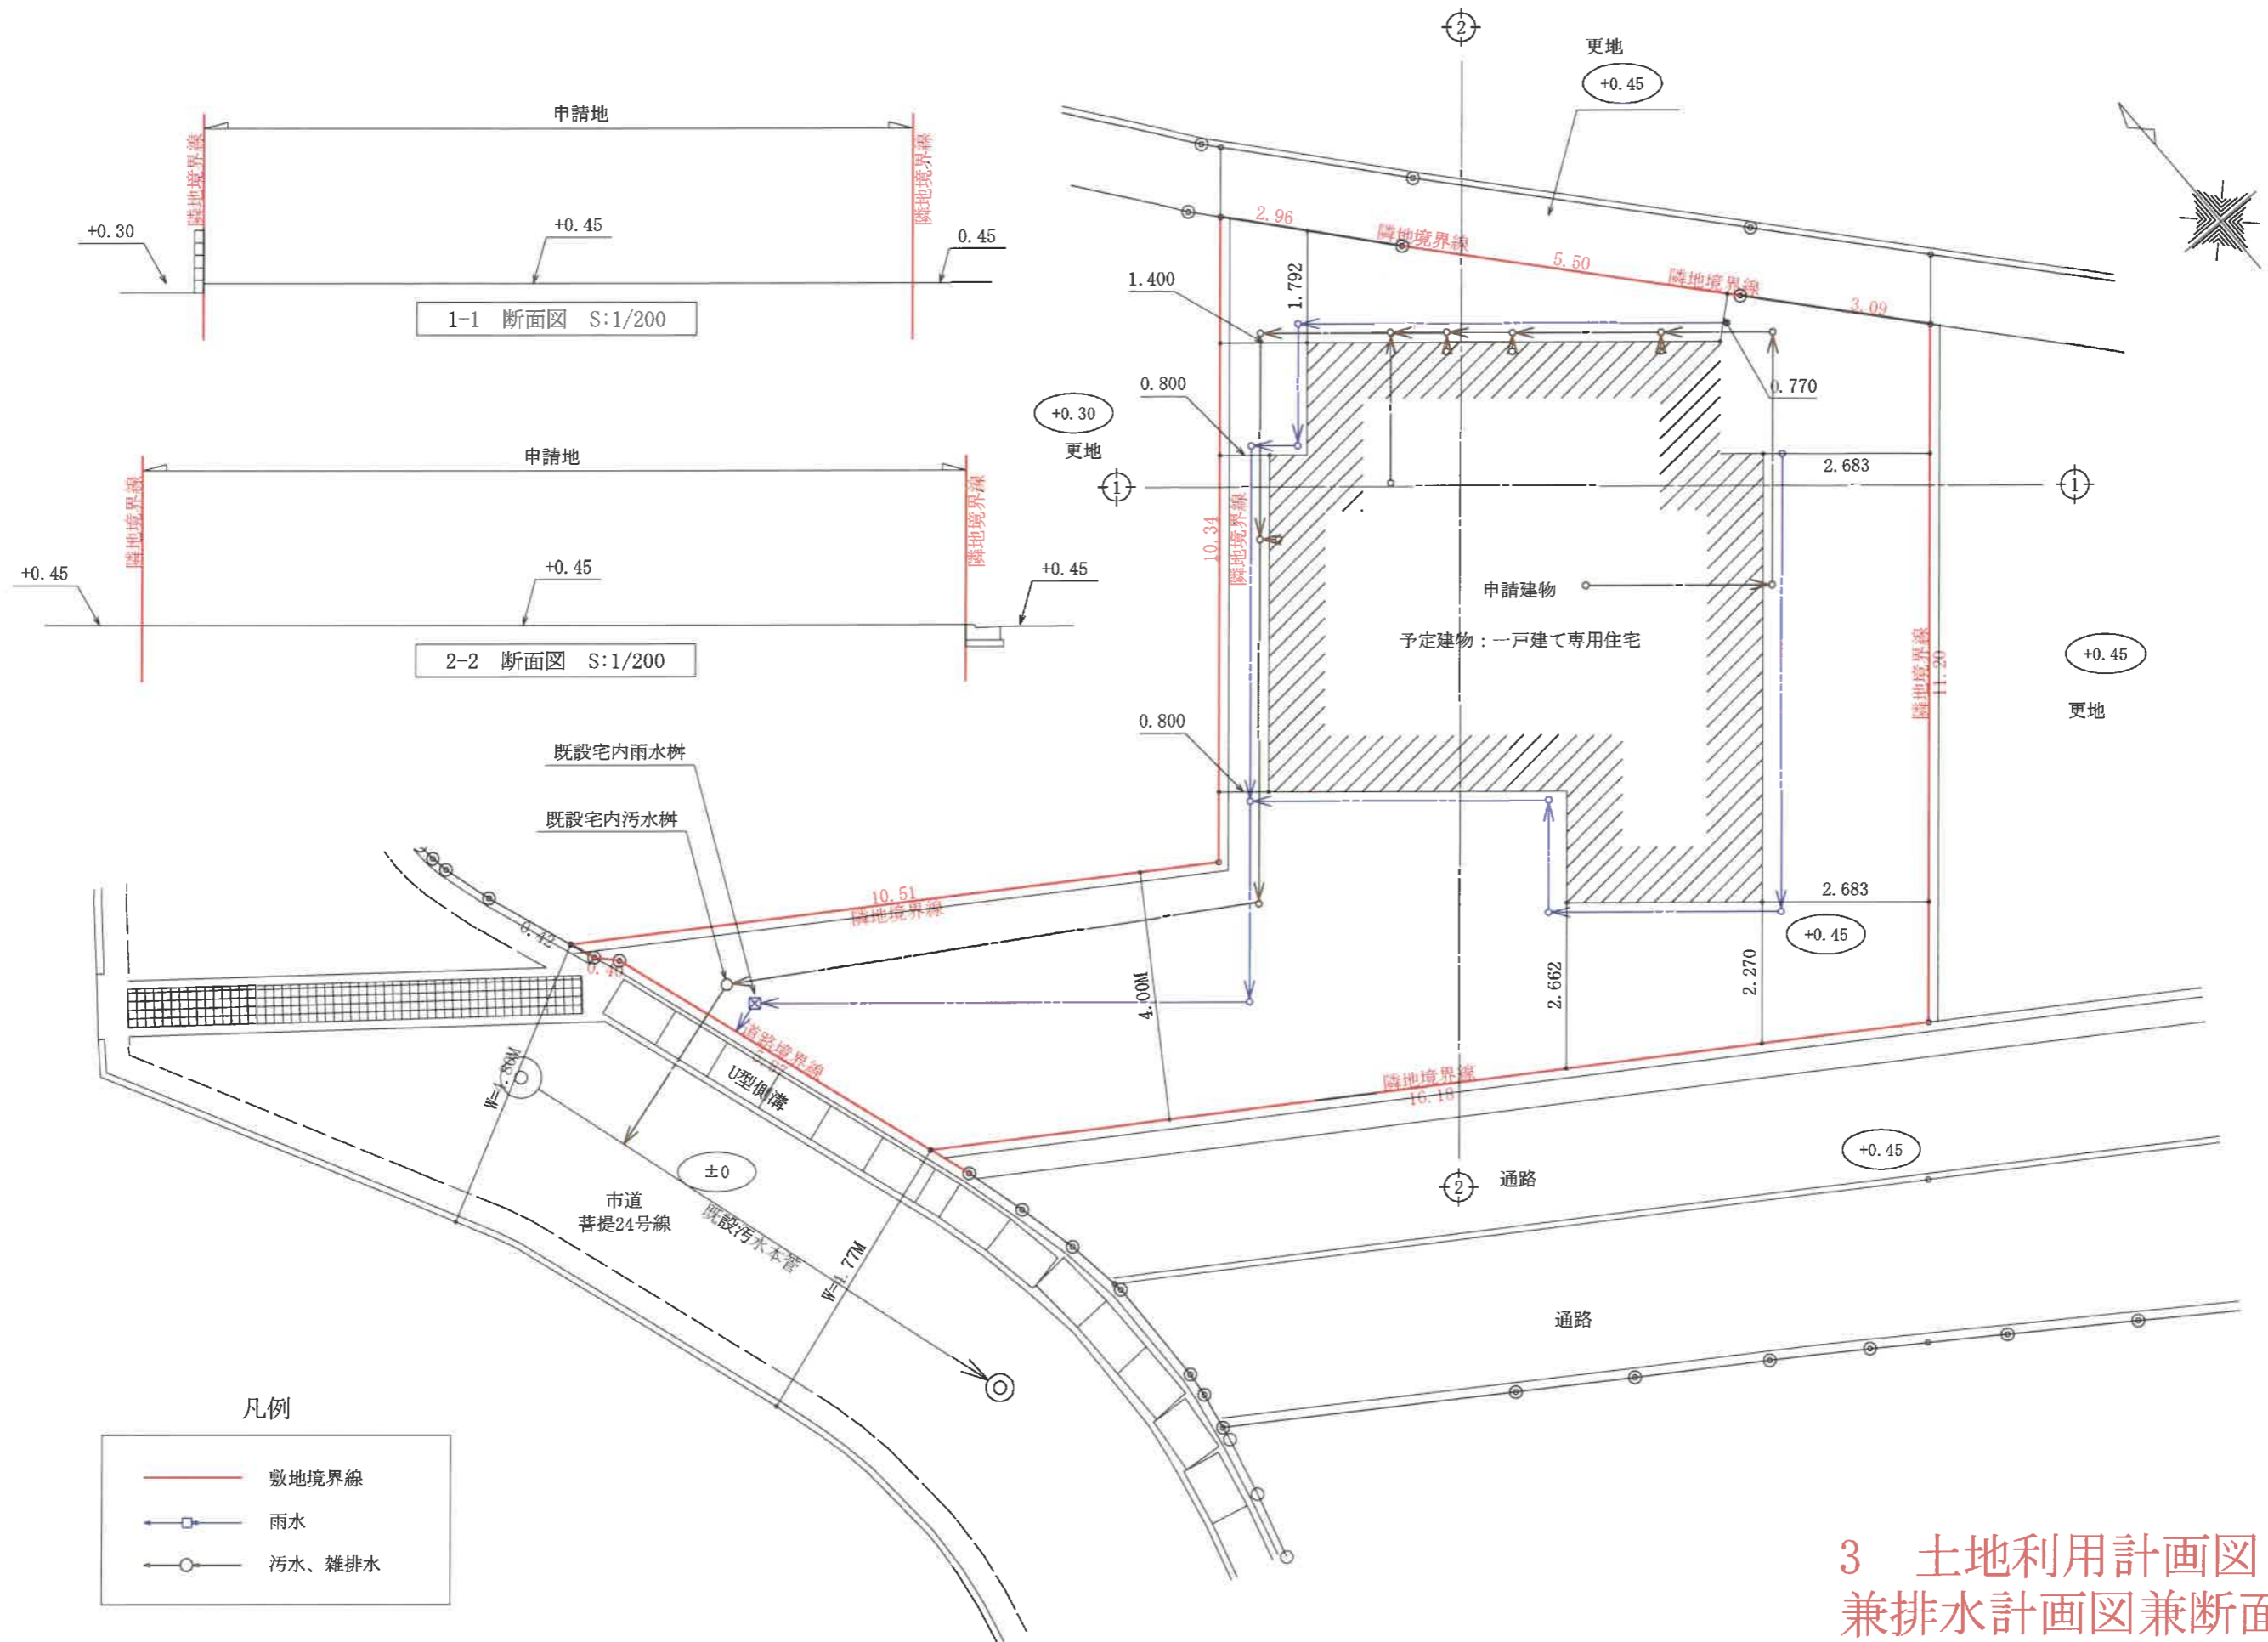 申請地
隣地境界線
隣地境界線
+0.30
+0.45
0.45
1-1 断面図 S:1/200
申請地
隣地境界線
隣地境界線
+0.45
+0.45
+0.45
2-2 断面図 S:1/200
2
更地
+0.45
2.96
隣地境界線
5.50
隣地境界線
3.09
1.400
1.792
0.770
0.800
+0.30
更地
1
1
2.683
10.34
隣地境界線
申請建物
予定建物：一戸建て専用住宅
+0.45
更地
隣地境界線
11.20
0.800
既設宅内雨水桝
既設宅内汚水桝
10.51
隣地境界線
2.683
+0.45
0.42
0.40
4.00M
2.662
2.270
道路境界線
U型側溝
W=4.80M
隣地境界線
16.18
±0
市道
菩提24号線
既設汚水本管
W=4.77M
2
通路
+0.45
通路
凡例
敷地境界線
雨水
汚水、雑排水
3 土地利用計画図
兼排水計画図兼断面